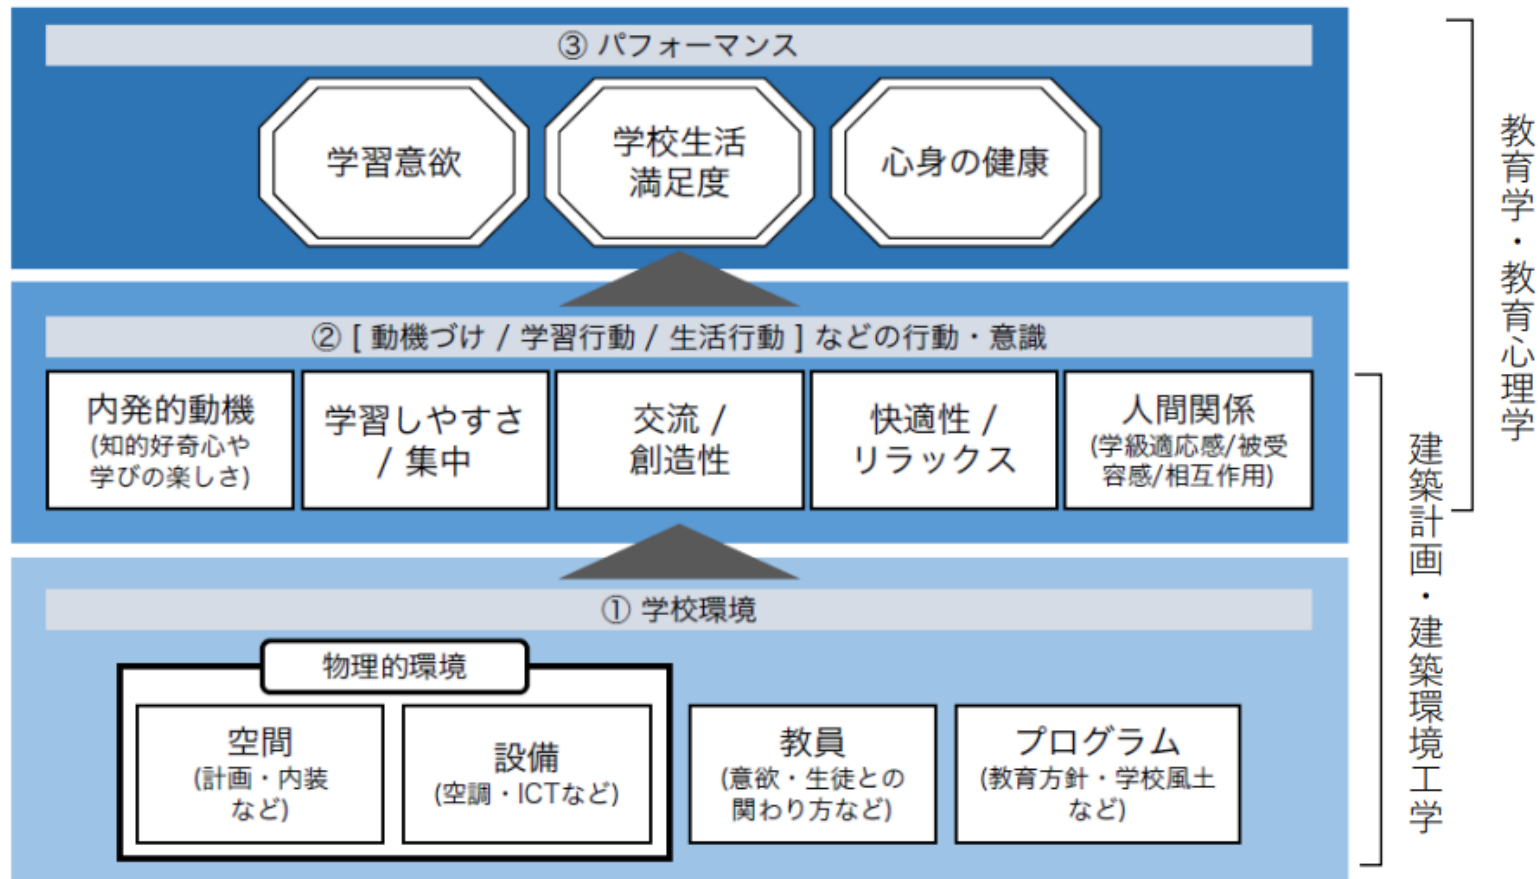 ③ パフォーマンス
学習意欲
学校生活
満足度
心身の健康
② [ 動機づけ / 学習行動 / 生活行動 ] などの行動・意識
内発的動機
(知的好奇心や
学びの楽しさ)
学習しやすさ
/ 集中
交流 /
創造性
快適性 /
リラックス
人間関係
(学級適応感/被受
容感/相互作用)
① 学校環境
物理的環境
空間
(計画・内装
など)
設備
(空調・ICTなど)
教員
(意欲・生徒との
関わり方など)
プログラム
(教育方針・学校風土
など)
教育学・教育心理学
建築計画・建築環境工学